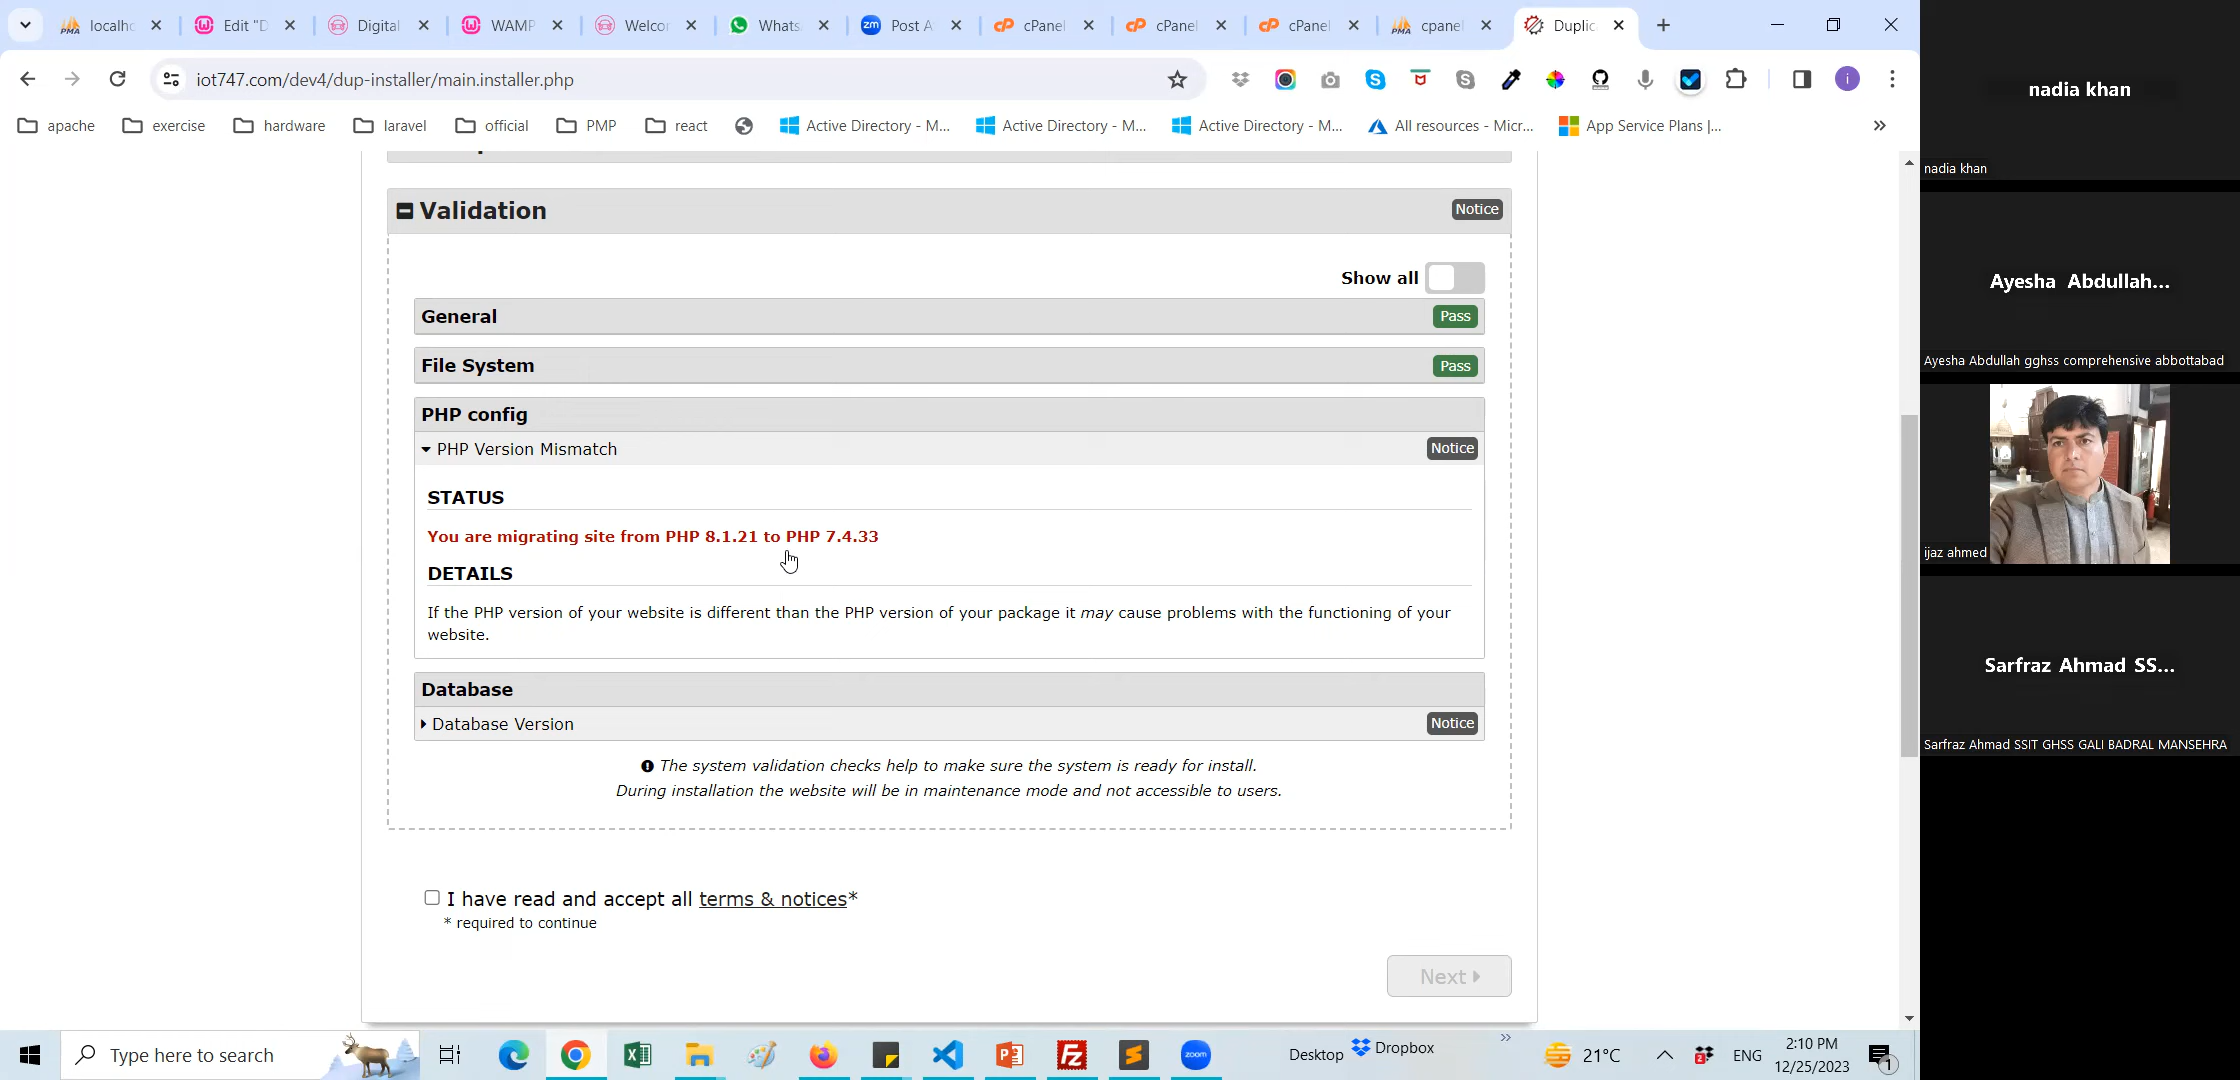 localho
Edit "D
Digital
WAMP
Welcor
Whats
Post A
cPanel
cPanel
cPanel
cpanel
Duplic
iot747.com/dev4/dup-installer/main.installer.php
apache
exercise
hardware
laravel
official
PMP
react
Active Directory - M...
Active Directory - M...
Active Directory - M...
All resources - Micr...
App Service Plans |...
Validation
Notice
Show all
General
Pass
File System
Pass
PHP config
PHP Version Mismatch
Notice
STATUS
You are migrating site from PHP 8.1.21 to PHP 7.4.33
DETAILS
If the PHP version of your website is different than the PHP version of your package it may cause problems with the functioning of your
website.
Database
Database Version
Notice
The system validation checks help to make sure the system is ready for install.
During installation the website will be in maintenance mode and not accessible to users.
I have read and accept all terms & notices*
* required to continue
Next
nadia khan
nadia khan
Ayesha Abdullah...
Ayesha Abdullah gghss comprehensive abbottabad
ijaz ahmed
Sarfraz Ahmad SS...
Sarfraz Ahmad SSIT GHSS GALI BADRAL MANSEHRA
Type here to search
zoom
Desktop
Dropbox
21°C
2
ENG
2:10 PM
12/25/2023
1